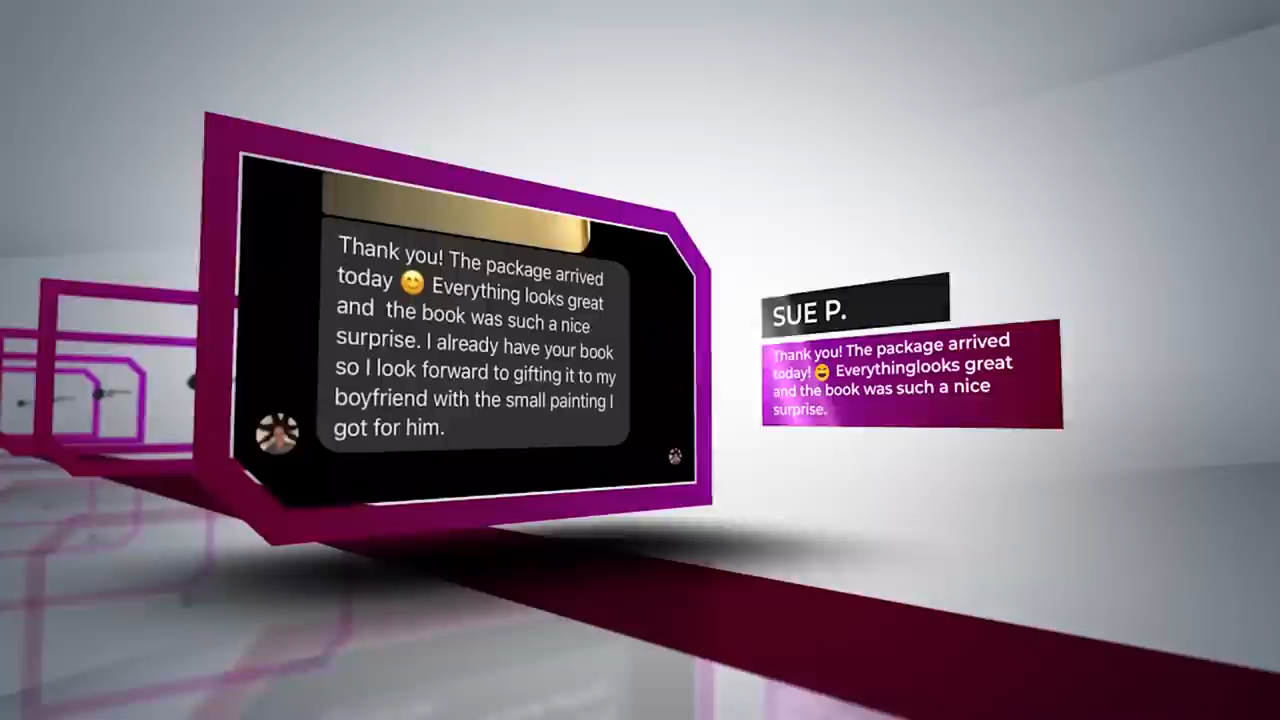 Thank you! The package arrived
today 😊 Everything looks great
and  the book was such a nice
surprise. I already have your book
so I look forward to gifting it to my
boyfriend with the small painting I
got for him.
SUE P.
Thank you! The package arrived
today! 😄 Everythinglooks great
and the book was such a nice
surprise.